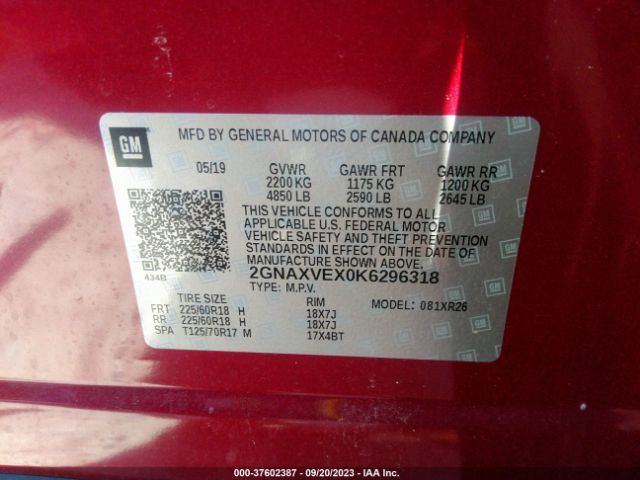 GM
MFD BY GENERAL MOTORS OF CANADA COMPANY
05/19 GVWR GAWR FRT GAWR RR
2200 KG 1175 KG 1200 KG
4850 LB 2590 LB 2645 LB
THIS VEHICLE CONFORMS TO ALL
APPLICABLE U.S. FEDERAL MOTOR
VEHICLE SAFETY AND THEFT PREVENTION
STANDARDS IN EFFECT ON THE DATE OF
MANUFACTURE SHOWN ABOVE.
434B 2GNAXVEX0K6296318
TYPE: M.P.V.
TIRE SIZE RIM MODEL: 081XR26
FRT 225/60R18 H 18X7J
RR 225/60R18 H 18X7J
SPA T125/70R17 M 17X4BT
000-37602387 - 09/20/2023 - IAA Inc.